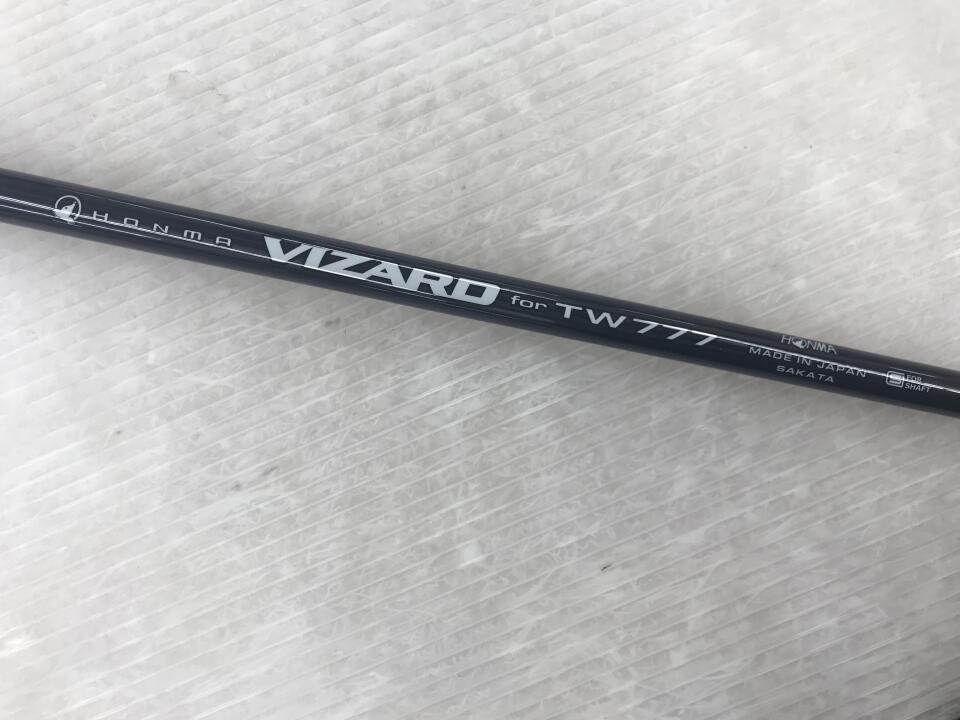 HONMA VIZARD for TW777
HONMA
MADE IN JAPAN
SAKATA
S FOR
SHAFT